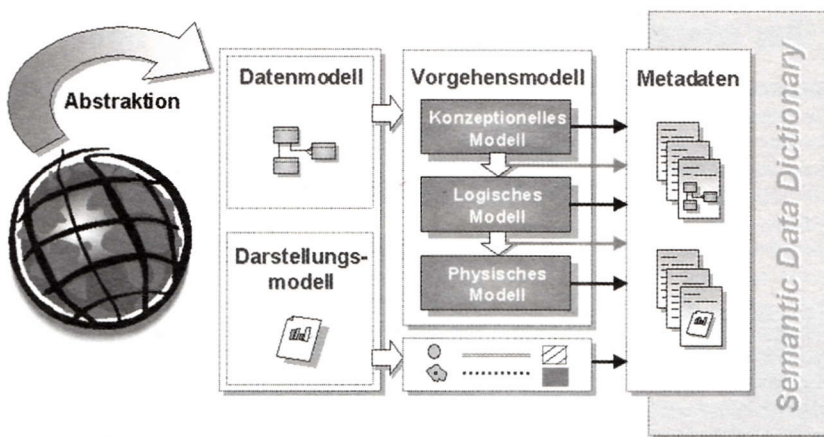 Abstraktion
Datenmodell
Darstellungs-
modell
Vorgehensmodell
Konzeptionelles
Modell
Logisches
Modell
Physisches
Modell
Metadaten
Semantic Data Dictionary